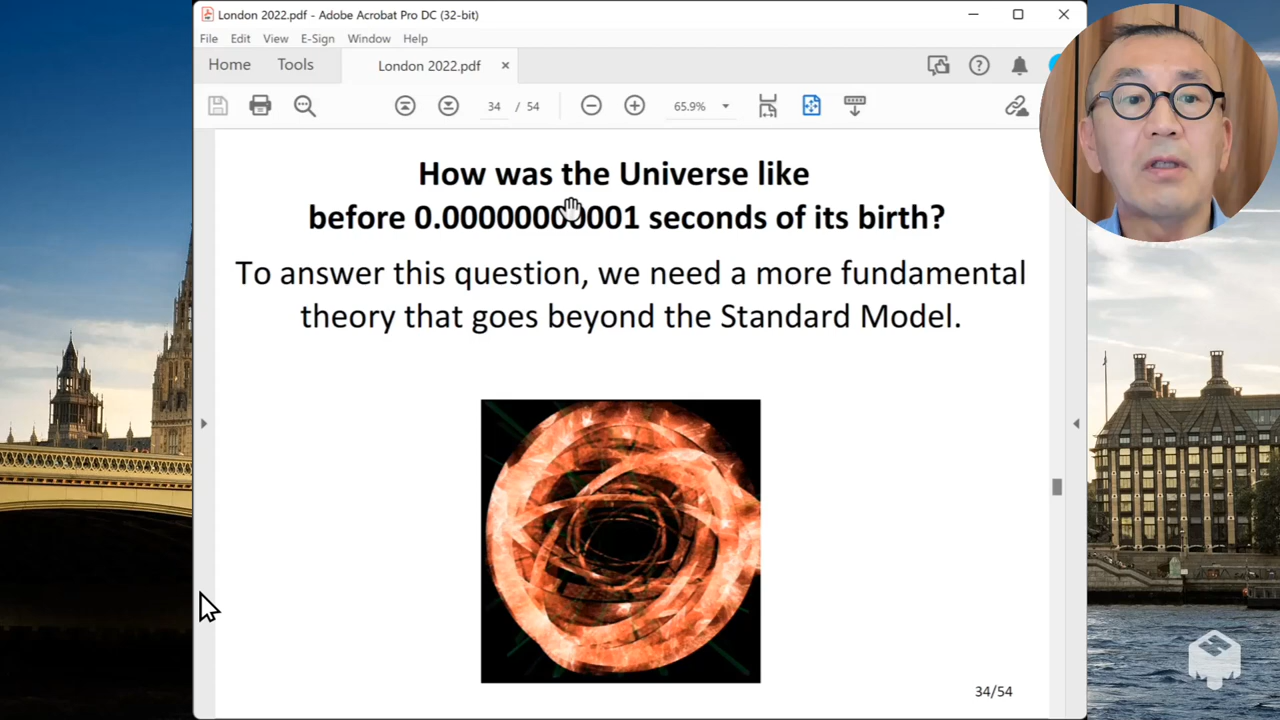 London 2022.pdf - Adobe Acrobat Pro DC (32-bit)
File Edit View E-Sign Window Help
Home Tools London 2022.pdf
34 / 54 65.9%
How was the Universe like
before seconds of its birth?
To answer this question, we need a more fundamental
theory that goes beyond the Standard Model.
34/54